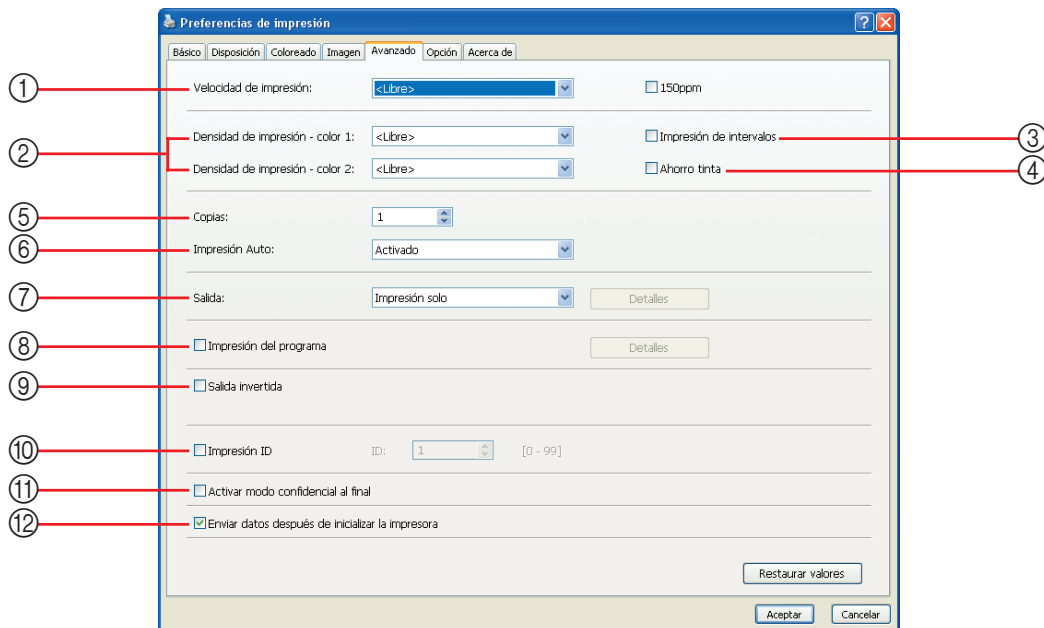 Preferencias de impresión
Básico Disposición Coloreado Imagen Avanzado Opción Acerca de
① Velocidad de impresión: <Libre> 150ppm
② Densidad de impresión - color 1: <Libre> Impresión de intervalos ③
Densidad de impresión - color 2: <Libre> Ahorro tinta ④
⑤ Copias: 1
⑥ Impresión Auto: Activado
⑦ Salida: Impresión solo Detalles
⑧ Impresión del programa Detalles
⑨ Salida invertida
⑩ Impresión ID ID: 1 [0 - 99]
⑪ Activar modo confidencial al final
⑫ Enviar datos después de inicializar la impresora
Restaurar valores
Aceptar Cancelar